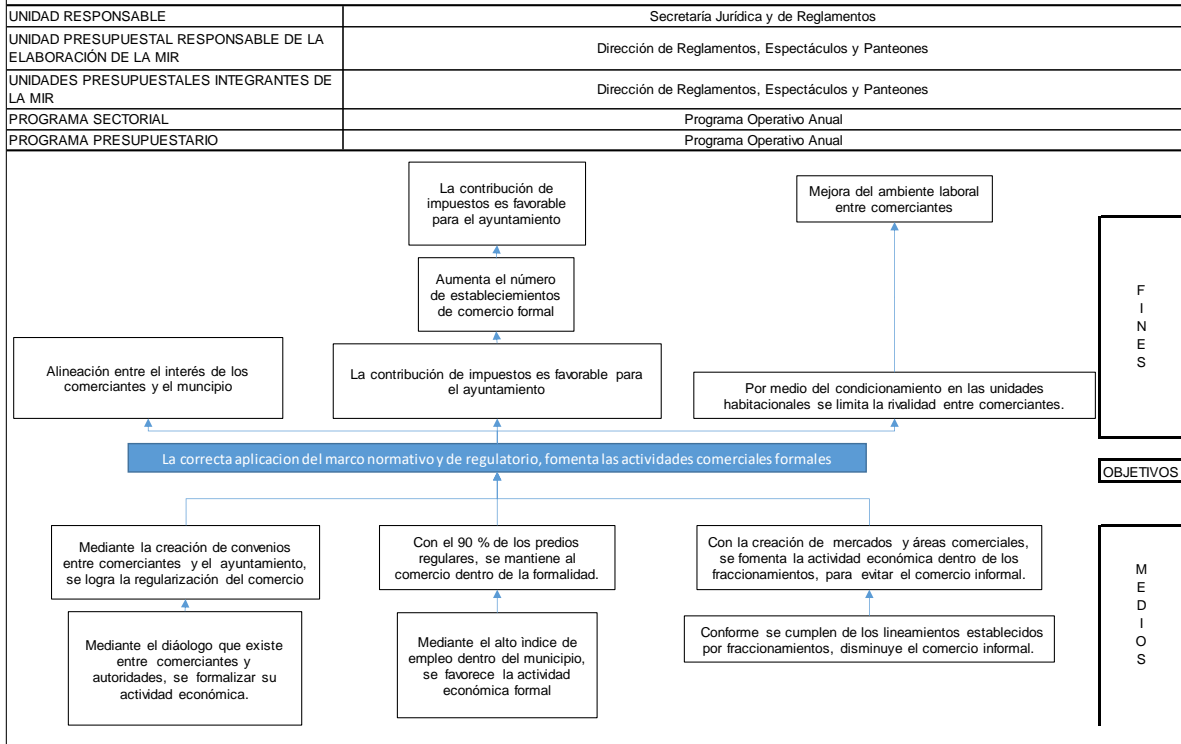 UNIDAD RESPONSABLE
Secretaría Jurídica y de Reglamentos
UNIDAD PRESUPUESTAL RESPONSABLE DE LA
ELABORACIÓN DE LA MIR
Dirección de Reglamentos, Espectáculos y Panteones
UNIDADES PRESUPUESTALES INTEGRANTES DE
LA MIR
Dirección de Reglamentos, Espectáculos y Panteones
PROGRAMA SECTORIAL
Programa Operativo Anual
PROGRAMA PRESUPUESTARIO
Programa Operativo Anual
La contribución de
impuestos es favorable
para el ayuntamiento
Mejora del ambiente laboral
entre comerciantes
Aumenta el número
de estableciemientos
de comercio formal
Alineación entre el interés de los
comerciantes y el muncipio
La contribución de impuestos es favorable para
el ayuntamiento
Por medio del condicionamiento en las unidades
habitacionales se limita la rivalidad entre comerciantes.
F
I
N
E
S
La correcta aplicacion del marco normativo y de regulatorio, fomenta las actividades comerciales formales
OBJETIVOS
Mediante la creación de convenios
entre comerciantes y el ayuntamiento,
se logra la regularización del comercio
Con el 90 % de los predios
regulares, se mantiene al
comercio dentro de la formalidad.
Con la creación de mercados y áreas comerciales,
se fomenta la actividad económica dentro de los
fraccionamientos, para evitar el comercio informal.
Mediante el diáologo que existe
entre comerciantes y
autoridades, se formalizar su
actividad económica.
Mediante el alto ìndice de
empleo dentro del municipio,
se favorece la actividad
económica formal
Conforme se cumplen de los lineamientos establecidos
por fraccionamientos, disminuye el comercio informal.
M
E
D
I
O
S